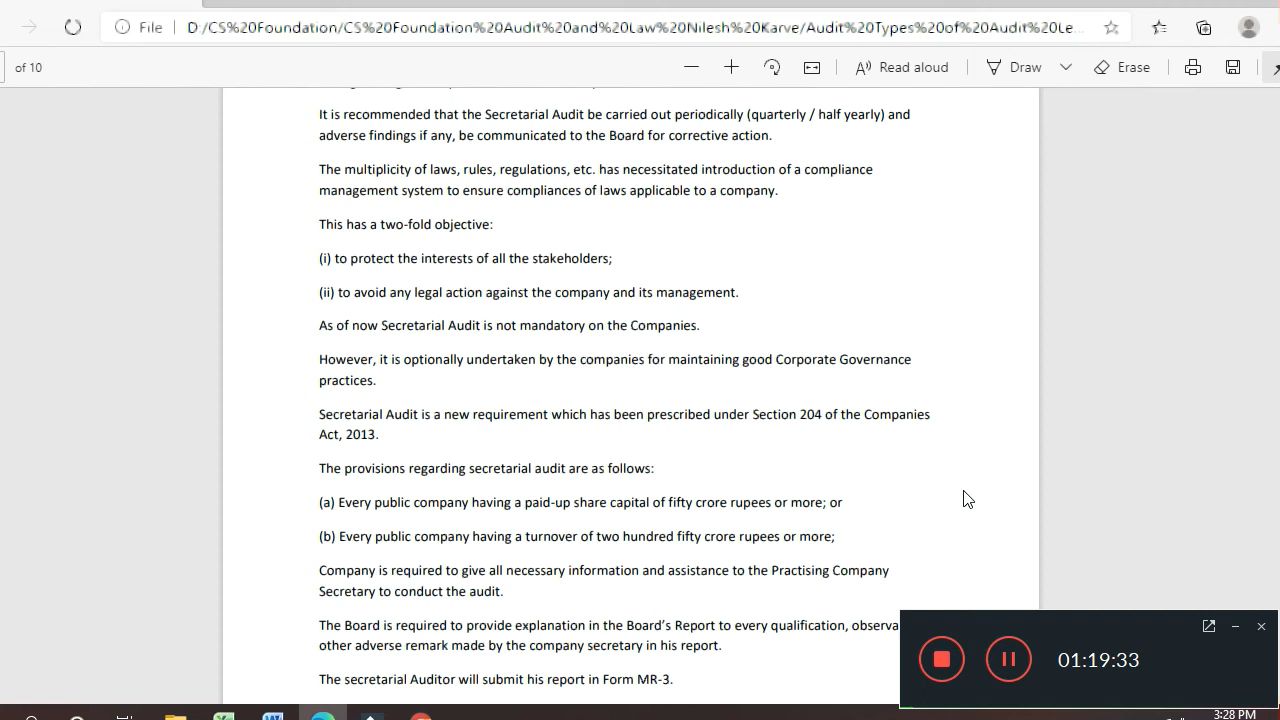 File
D:/CS%20Foundation/CS%20Foundation%20Audit%20and%20Law%20Nilesh%20Karve/Audit%20Types%20of%20Audit%20Le...
of 10
Read aloud
Draw
Erase
It is recommended that the Secretarial Audit be carried out periodically (quarterly / half yearly) and
adverse findings if any, be communicated to the Board for corrective action.
The multiplicity of laws, rules, regulations, etc. has necessitated introduction of a compliance
management system to ensure compliances of laws applicable to a company.
This has a two-fold objective:
(i) to protect the interests of all the stakeholders;
(ii) to avoid any legal action against the company and its management.
As of now Secretarial Audit is not mandatory on the Companies.
However, it is optionally undertaken by the companies for maintaining good Corporate Governance
practices.
Secretarial Audit is a new requirement which has been prescribed under Section 204 of the Companies
Act, 2013.
The provisions regarding secretarial audit are as follows:
(a) Every public company having a paid-up share capital of fifty crore rupees or more; or
(b) Every public company having a turnover of two hundred fifty crore rupees or more;
Company is required to give all necessary information and assistance to the Practising Company
Secretary to conduct the audit.
The Board is required to provide explanation in the Board's Report to every qualification, observa
other adverse remark made by the company secretary in his report.
The secretarial Auditor will submit his report in Form MR-3.
01:19:33
3:28 PM